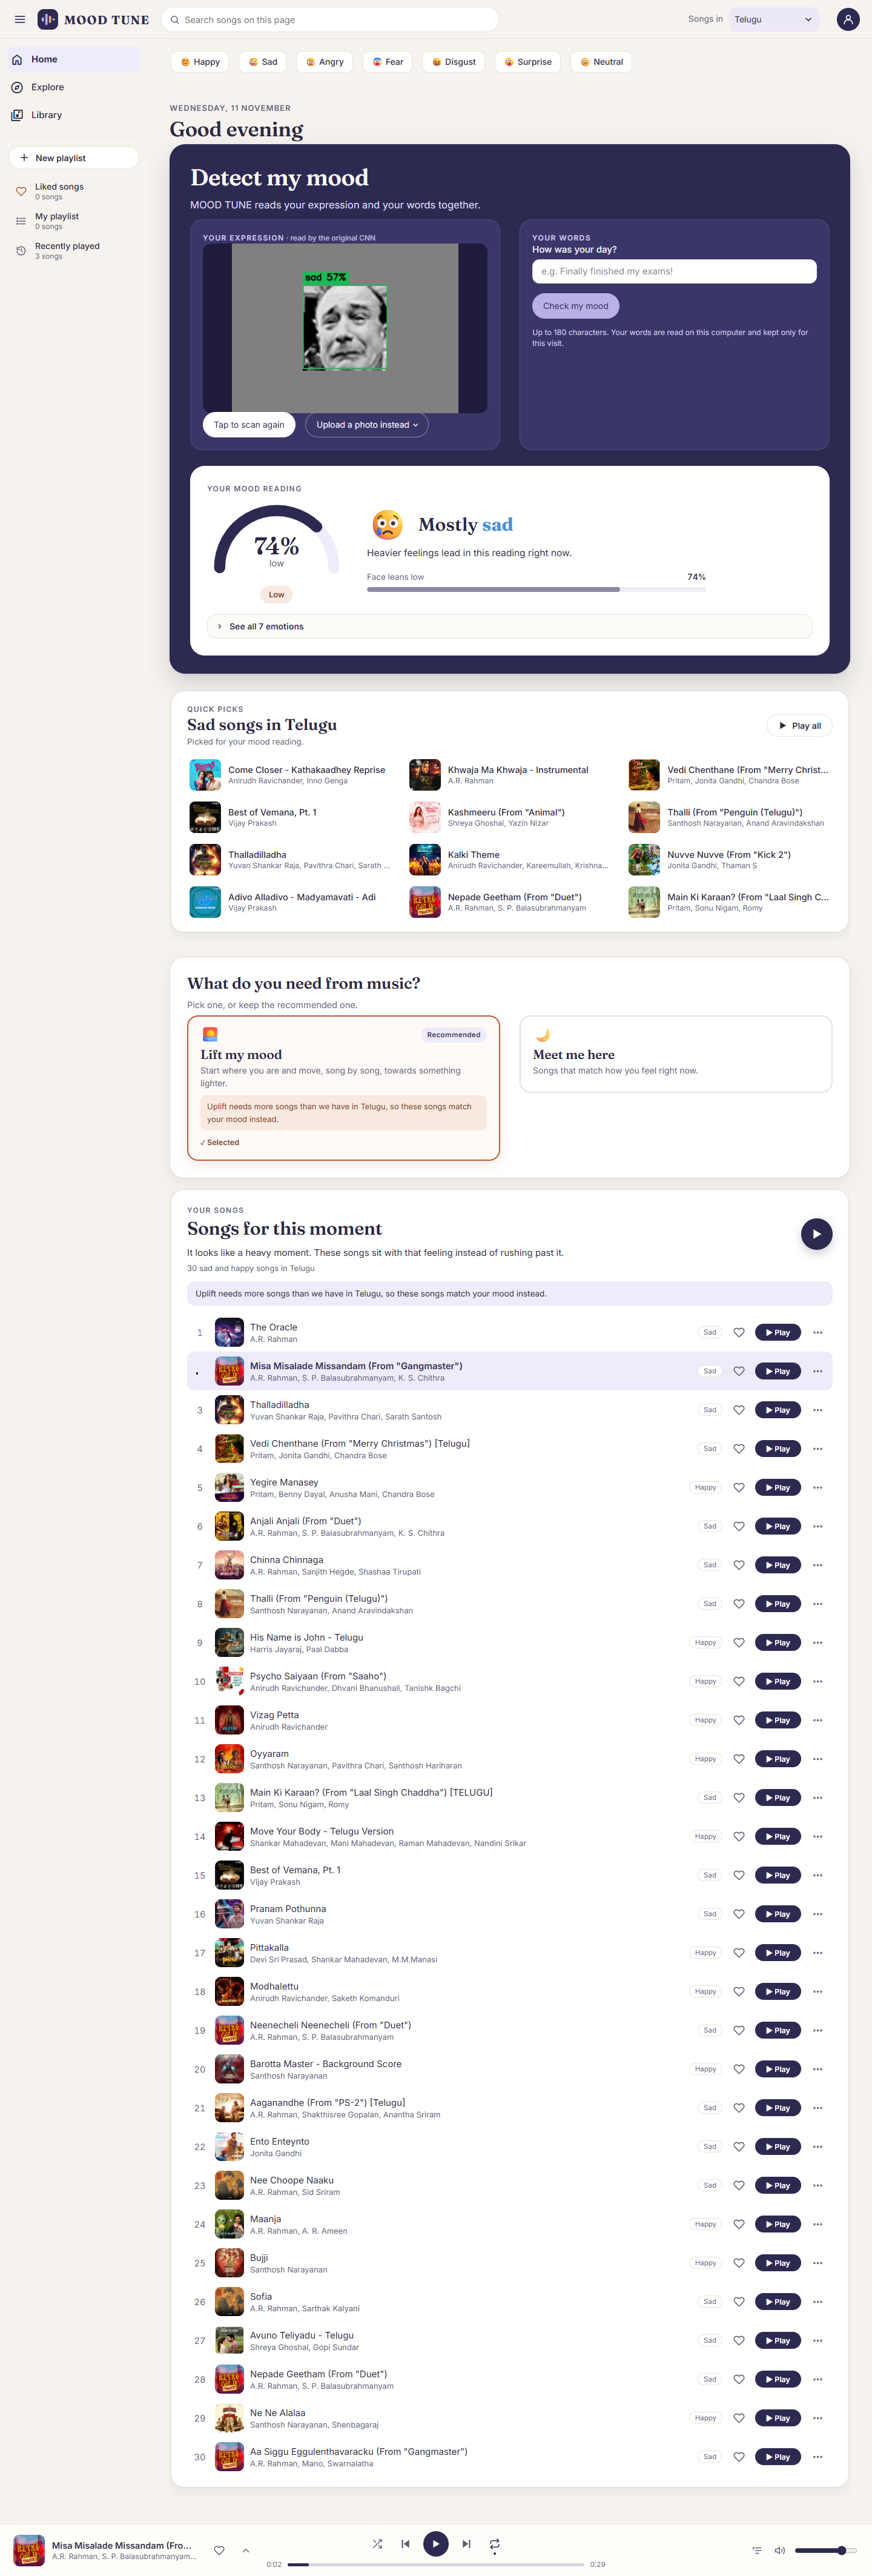 MOOD TUNE
Search songs on this page
Songs in
Telugu
Home
Explore
Library
New playlist
Liked songs
0 songs
My playlist
0 songs
Recently played
3 songs
Happy
Sad
Angry
Fear
Disgust
Surprise
Neutral
WEDNESDAY, 11 NOVEMBER
Good evening
Detect my mood
MOOD TUNE reads your expression and your words together.
YOUR EXPRESSION · read by the original CNN
sad 57%
Tap to scan again
Upload a photo instead
YOUR WORDS
How was your day?
e.g. Finally finished my exams!
Check my mood
Up to 180 characters. Your words are read on this computer and kept only for
this visit.
YOUR MOOD READING
74%
low
Low
Mostly sad
Heavier feelings lead in this reading right now.
Face leans low
74%
See all 7 emotions
QUICK PICKS
Sad songs in Telugu
Picked for your mood reading.
Play all
Come Closer - Kathakaadhey Reprise
Anirudh Ravichander, Inno Genga
Khwaja Ma Khwaja - Instrumental
A.R. Rahman
Vedi Chenthane (From "Merry Christ...
Pritam, Jonita Gandhi, Chandra Bose
Best of Vemana, Pt. 1
Vijay Prakash
Kashmeeru (From "Animal")
Shreya Ghoshal, Yazin Nizar
Thalli (From "Penguin (Telugu)")
Santhosh Narayanan, Anand Aravindakshan
Thalladilladha
Yuvan Shankar Raja, Pavithra Chari, Sarath ...
Kalki Theme
Anirudh Ravichander, Kareemullah, Krishna...
Nuvve Nuvve (From "Kick 2")
Jonita Gandhi, Thaman S
Adivo Alladivo - Madyamavati - Adi
Vijay Prakash
Nepade Geetham (From "Duet")
A.R. Rahman, S. P. Balasubrahmanyam
Main Ki Karaan? (From "Laal Singh C...
Pritam, Sonu Nigam, Romy
What do you need from music?
Pick one, or keep the recommended one.
Recommended
Lift my mood
Start where you are and move, song by song, towards something
lighter.
Uplift needs more songs than we have in Telugu, so these songs match
your mood instead.
✓ Selected
Meet me here
Songs that match how you feel right now.
YOUR SONGS
Songs for this moment
It looks like a heavy moment. These songs sit with that feeling instead of rushing past it.
30 sad and happy songs in Telugu
Uplift needs more songs than we have in Telugu, so these songs match your mood instead.
1 The Oracle Sad Play
A.R. Rahman
Misa Misalade Missandam (From "Gangmaster") Sad Play
A.R. Rahman, S. P. Balasubrahmanyam, K. S. Chithra
3 Thalladilladha Sad Play
Yuvan Shankar Raja, Pavithra Chari, Sarath Santosh
4 Vedi Chenthane (From "Merry Christmas") [Telugu] Sad Play
Pritam, Jonita Gandhi, Chandra Bose
5 Yegire Manasey Happy Play
Pritam, Benny Dayal, Anusha Mani, Chandra Bose
6 Anjali Anjali (From "Duet") Sad Play
A.R. Rahman, S. P. Balasubrahmanyam, K. S. Chithra
7 Chinna Chinnaga Sad Play
A.R. Rahman, Sanjith Hegde, Shashaa Tirupati
8 Thalli (From "Penguin (Telugu)") Sad Play
Santhosh Narayanan, Anand Aravindakshan
9 His Name is John - Telugu Happy Play
Harris Jayaraj, Paal Dabba
10 Psycho Saiyaan (From "Saaho") Happy Play
Anirudh Ravichander, Dhvani Bhanushali, Tanishk Bagchi
11 Vizag Petta Happy Play
Anirudh Ravichander
12 Oyyaram Happy Play
Santhosh Narayanan, Pavithra Chari, Santhosh Hariharan
13 Main Ki Karaan? (From "Laal Singh Chaddha") [TELUGU] Sad Play
Pritam, Sonu Nigam, Romy
14 Move Your Body - Telugu Version Happy Play
Shankar Mahadevan, Mani Mahadevan, Raman Mahadevan, Nandini Srikar
15 Best of Vemana, Pt. 1 Sad Play
Vijay Prakash
16 Pranam Pothunna Sad Play
Yuvan Shankar Raja
17 Pittakalla Happy Play
Devi Sri Prasad, Shankar Mahadevan, M.M.Manasi
18 Modhalettu Happy Play
Anirudh Ravichander, Saketh Komanduri
19 Neenecheli Neenecheli (From "Duet") Sad Play
A.R. Rahman, S. P. Balasubrahmanyam
20 Barotta Master - Background Score Happy Play
Santhosh Narayanan
21 Aaganandhe (From "PS-2") [Telugu] Sad Play
A.R. Rahman, Shakthisree Gopalan, Anantha Sriram
22 Ento Enteynto Sad Play
Jonita Gandhi
23 Nee Choope Naaku Sad Play
A.R. Rahman, Sid Sriram
24 Maanja Happy Play
A.R. Rahman, A. R. Ameen
25 Bujji Happy Play
Santhosh Narayanan
26 Sofia Sad Play
A.R. Rahman, Sarthak Kalyani
27 Avuno Teliyadu - Telugu Sad Play
Shreya Ghoshal, Gopi Sundar
28 Nepade Geetham (From "Duet") Sad Play
A.R. Rahman, S. P. Balasubrahmanyam
29 Ne Ne Alalaa Happy Play
Santhosh Narayanan, Shenbagaraj
30 Aa Siggu Eggulenthavaracku (From "Gangmaster") Sad Play
A.R. Rahman, Mano, Swarnalatha
Misa Misalade Missandam (Fro...
A.R. Rahman, S. P. Balasubrahmanyam...
0:02
0:29